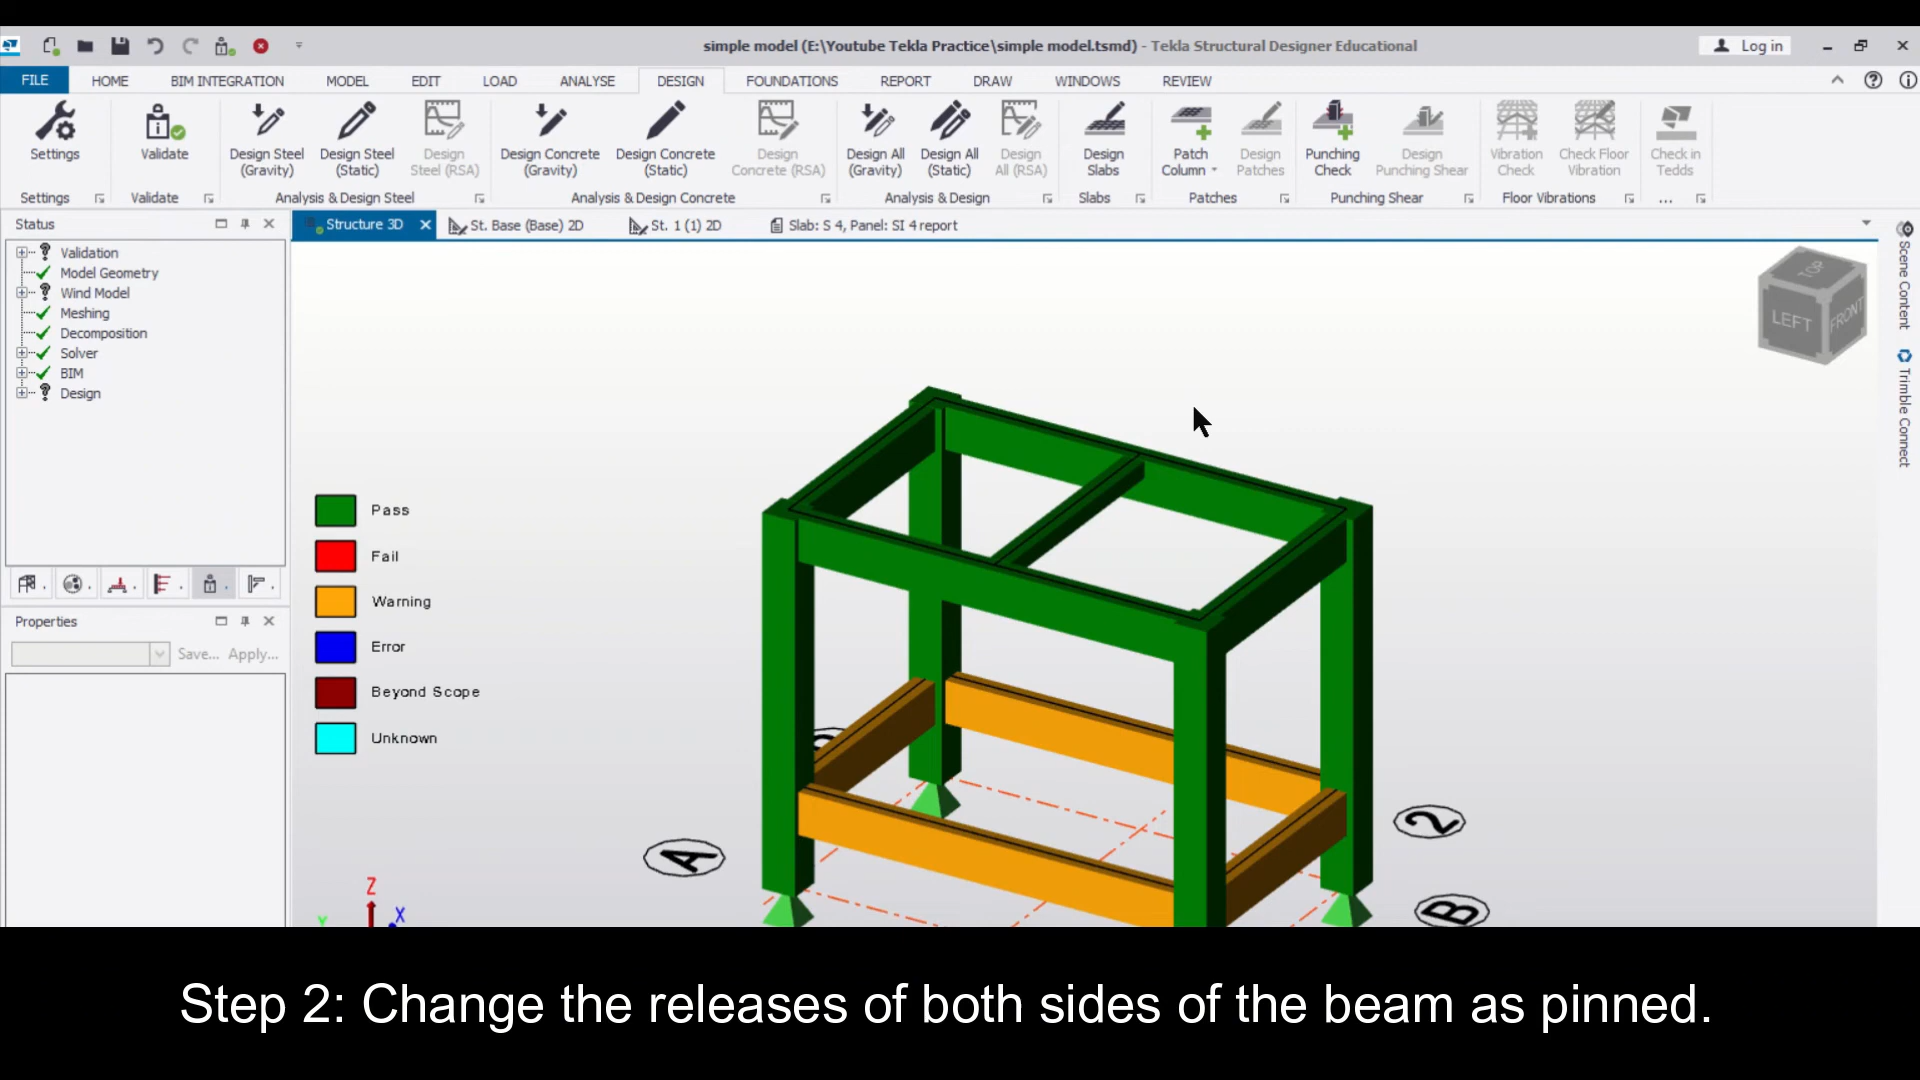 simple model (E:\Youtube Tekla Practice\simple model.tsmd) - Tekla Structural Designer Educational
Log in
FILE HOME BIM INTEGRATION MODEL EDIT LOAD ANALYSE DESIGN FOUNDATIONS REPORT DRAW WINDOWS REVIEW
Settings
Validate
Design Steel (Gravity)
Design Steel (Static)
Design Steel (RSA)
Design Concrete (Gravity)
Design Concrete (Static)
Design Concrete (RSA)
Design All (Gravity)
Design All (Static)
Design All (RSA)
Design Slabs
Patch Column
Design Patches
Punching Check
Design Punching Shear
Vibration Check
Check Floor Vibration
Check in Tedds
Settings
Validate
Analysis & Design Steel
Analysis & Design Concrete
Analysis & Design
Slabs
Patches
Punching Shear
Floor Vibrations
...
Status
Structure 3D
St. Base (Base) 2D
St. 1 (1) 2D
Slab: S 4, Panel: SI 4 report
Validation
Model Geometry
Wind Model
Meshing
Decomposition
Solver
BIM
Design
Properties
Save... Apply...
Pass
Fail
Warning
Error
Beyond Scope
Unknown
TOP
LEFT
FRONT
Scene Content
Trimble Connect
A
2
B
Z
Y
X
Step 2: Change the releases of both sides of the beam as pinned.